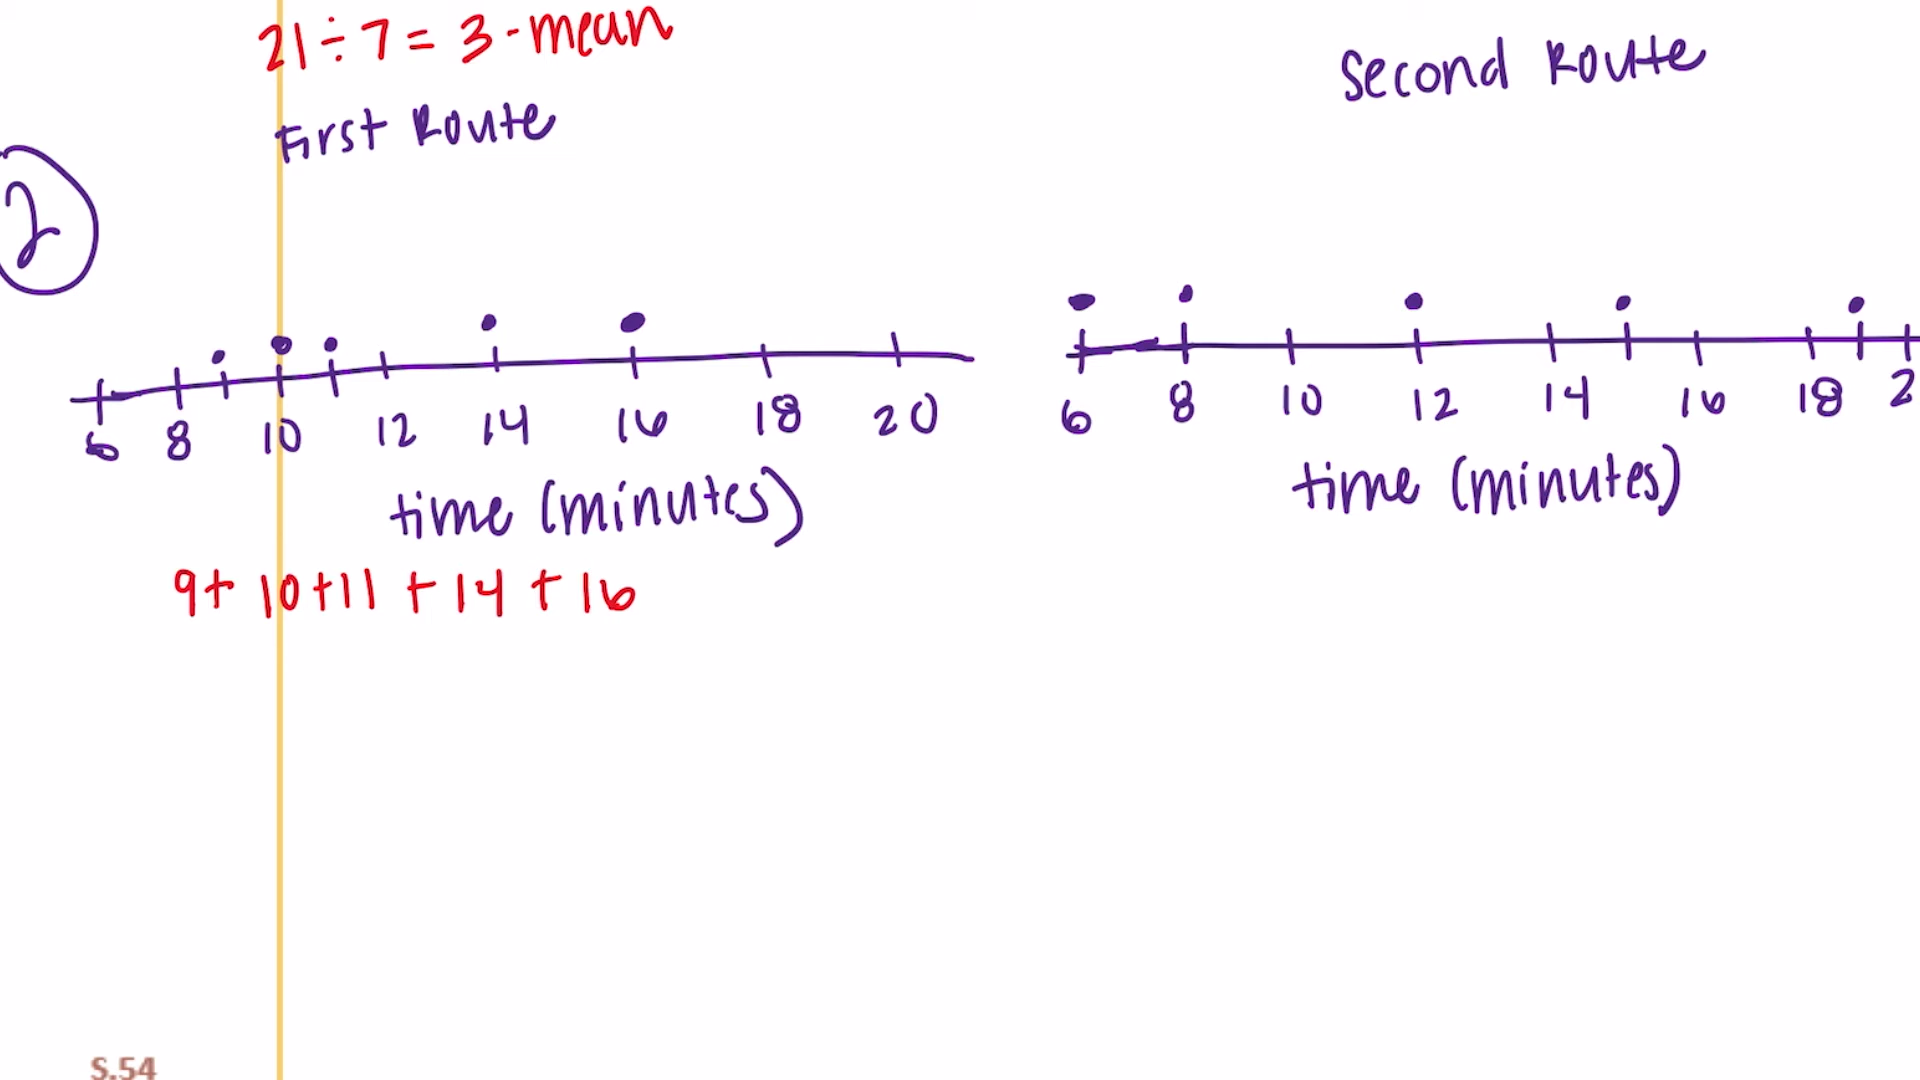 21 ÷ 7 = 3 - mean
First Route
Second Route
2
6 8 10 12 14 16 18 20
6 8 10 12 14 16 18 2
time (minutes)
time (minutes)
9+ 10+11 + 14 + 16
S.54